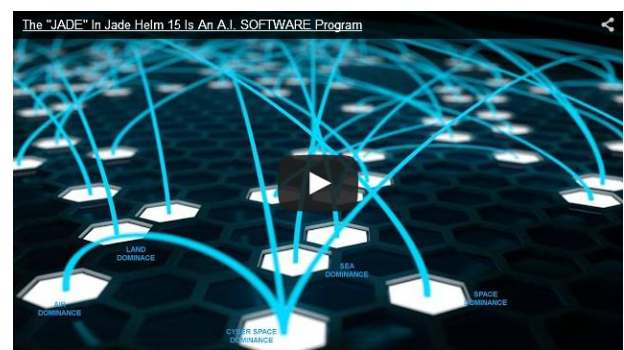 The "JADE" In Jade Helm 15 Is An A.I. SOFTWARE Program
LAND
DOMINACE
SEA
DOMINANCE
AIR
DOMINANCE
SPACE
DOMINANCE
CYBER SPACE
DOMINANCE